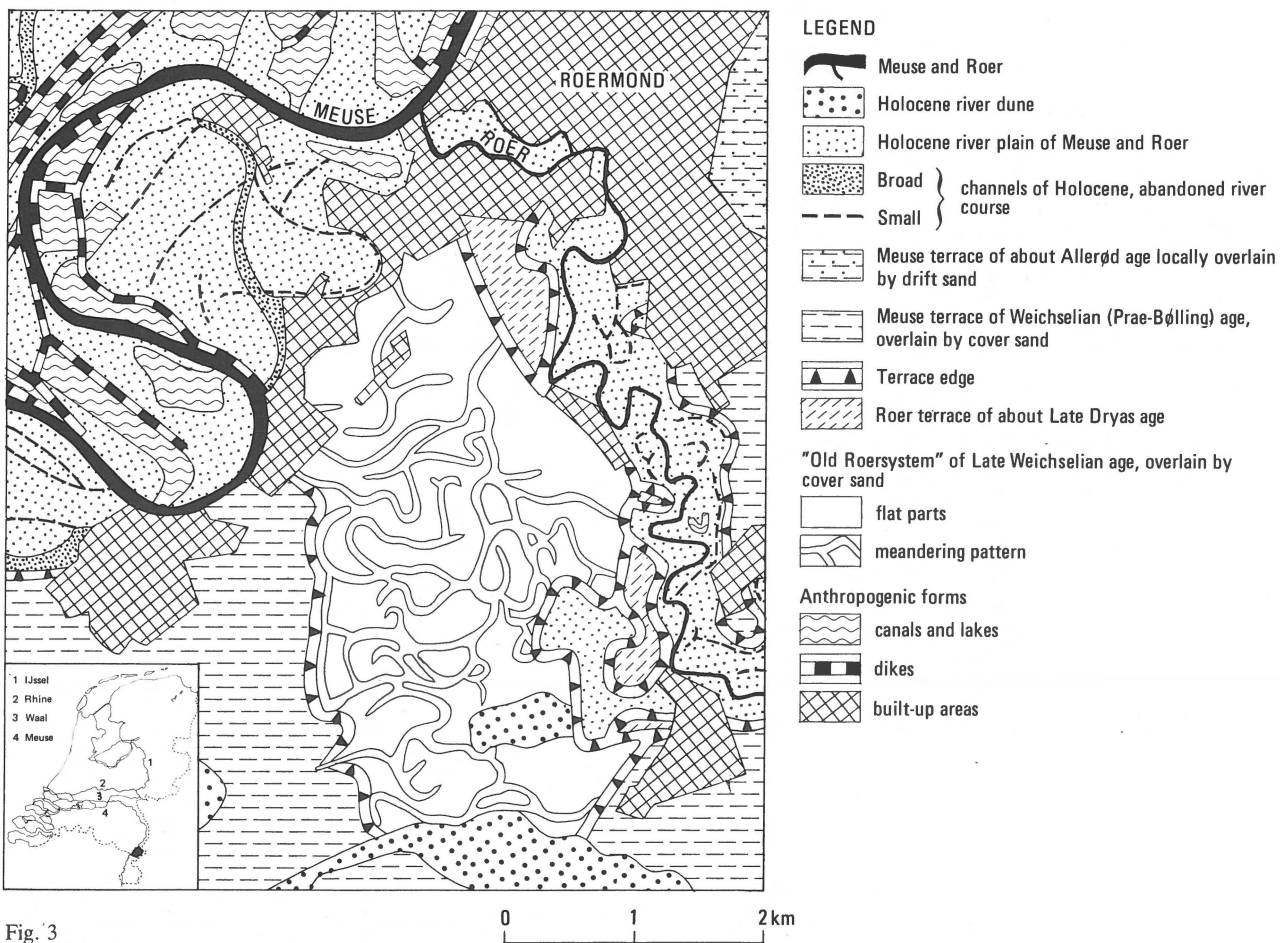 ROERMOND
MEUSE
ROER
1 IJssel
2 Rhine
3 Waal
4 Meuse
1
2
3
4
Fig. 3
0 1 2 km
LEGEND
Meuse and Roer
Holocene river dune
Holocene river plain of Meuse and Roer
Broad
Small
channels of Holocene, abandoned river
course
Meuse terrace of about Allerød age locally overlain
by drift sand
Meuse terrace of Weichselian (Prae-Bølling) age,
overlain by cover sand
Terrace edge
Roer terrace of about Late Dryas age
"Old Roersystem" of Late Weichselian age, overlain by
cover sand
flat parts
meandering pattern
Anthropogenic forms
canals and lakes
dikes
built-up areas